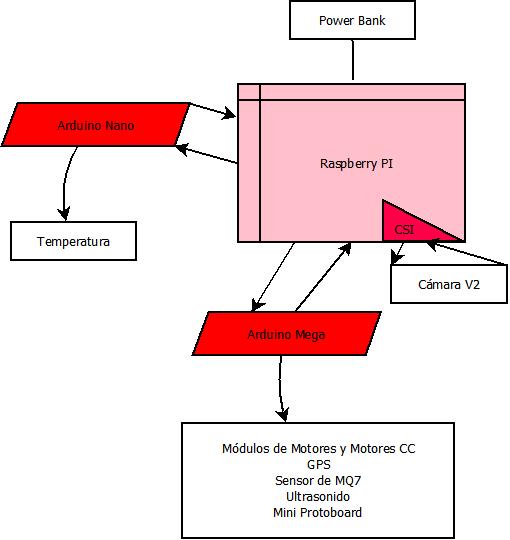 Power Bank
Arduino Nano
Raspberry PI
CSI
Temperatura
Cámara V2
Arduino Mega
Módulos de Motores y Motores CC
GPS
Sensor de MQ7
Ultrasonido
Mini Protoboard